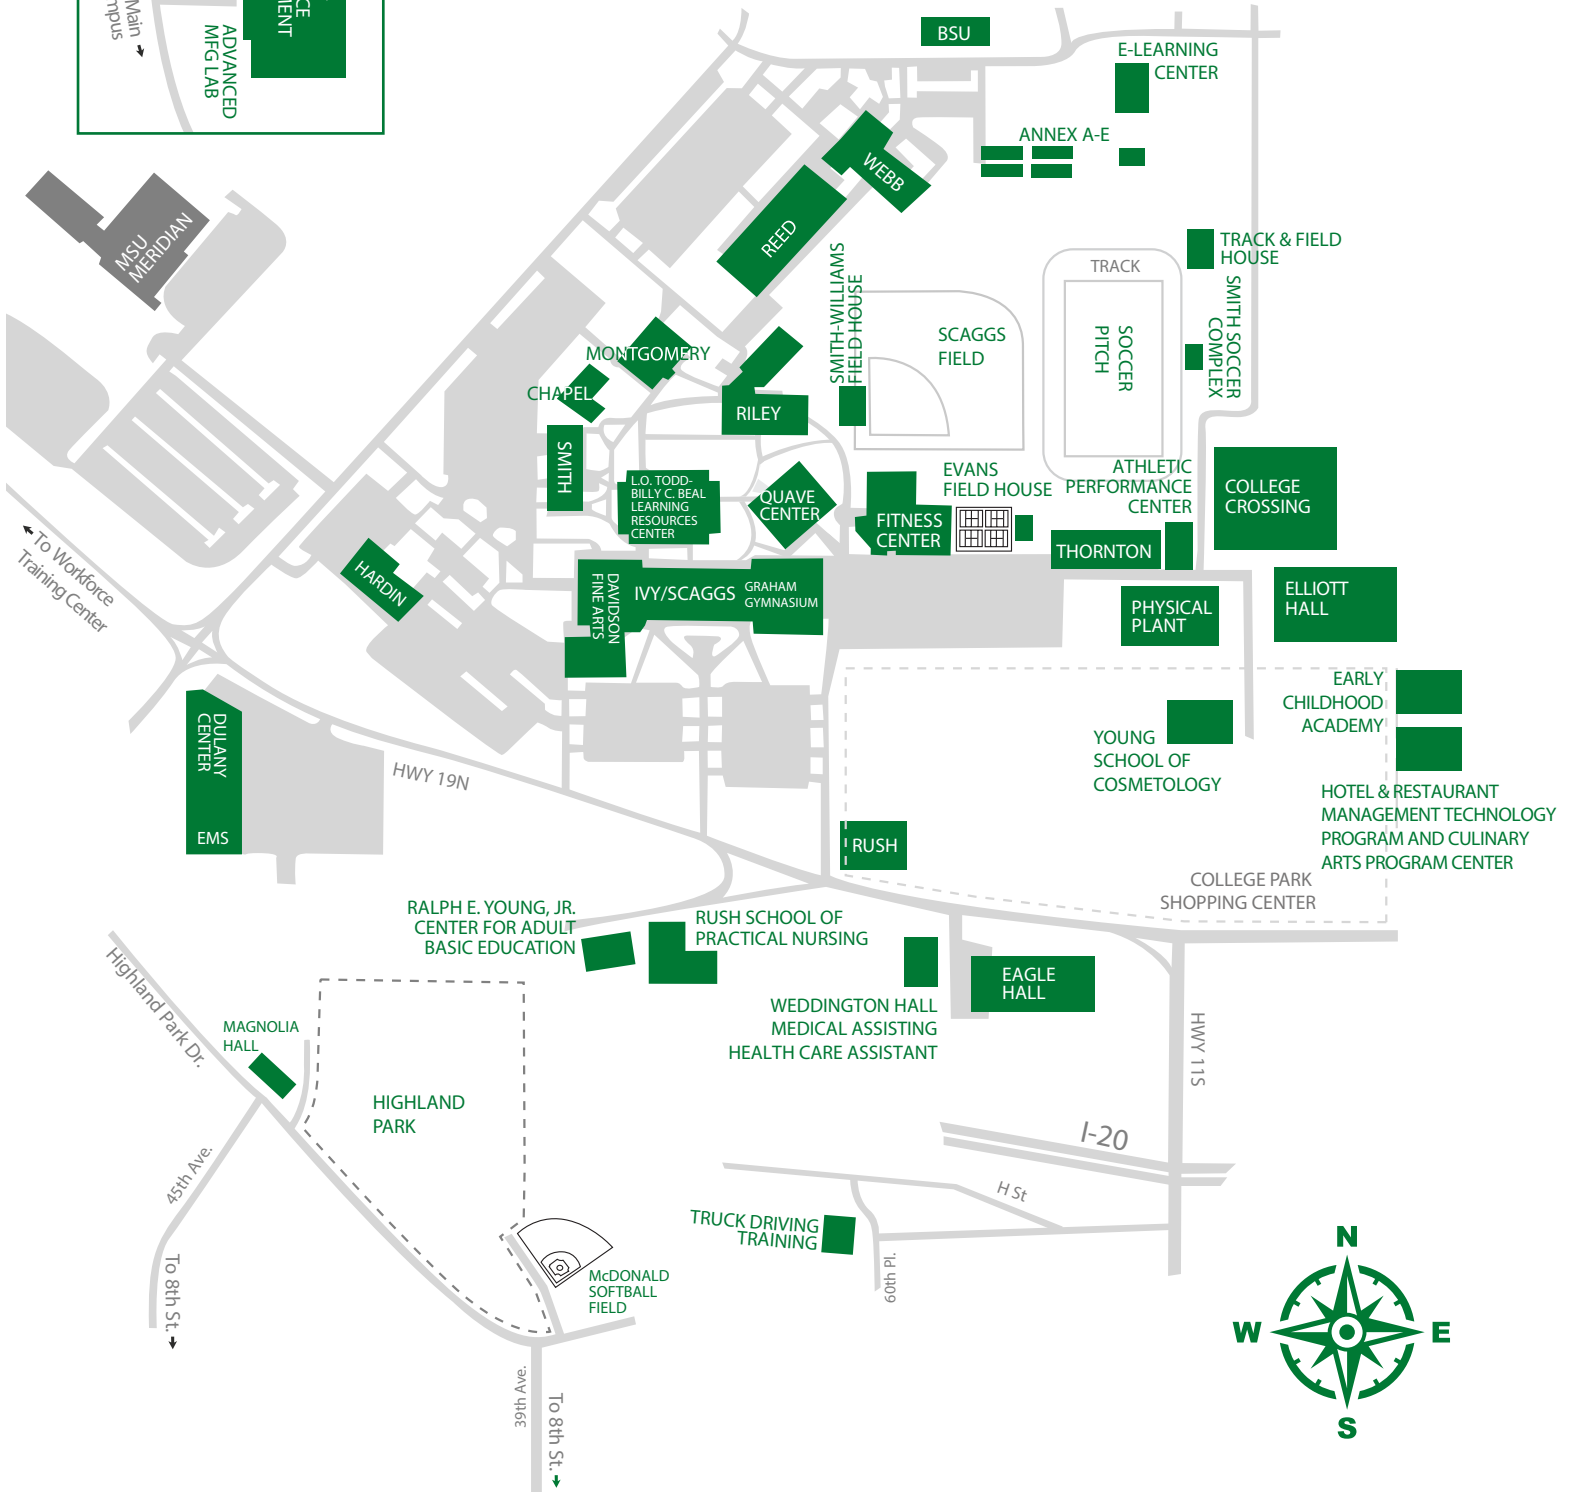 Main
ADVANCED
MFG LAB
BSU
E-LEARNING
CENTER
ANNEX A-E
WEBB
REED
MSU
MERIDIAN
TRACK & FIELD
HOUSE
TRACK
SMITH-WILLIAMS
FIELD HOUSE
SCAGGS
FIELD
SOCCER
PITCH
SMITH SOCCER
COMPLEX
MONTGOMERY
CHAPEL
RILEY
SMITH
L.O. TODD-
BILLY C. BEAL
LEARNING
RESOURCES
CENTER
QUAVE
CENTER
FITNESS
CENTER
EVANS
FIELD HOUSE
ATHLETIC
PERFORMANCE
CENTER
COLLEGE
CROSSING
THORNTON
To Workforce
Training Center
HARDIN
DAVIDSON
FINE ARTS
IVY/SCAGGS
GRAHAM
GYMNASIUM
PHYSICAL
PLANT
ELLIOTT
HALL
EARLY
CHILDHOOD
ACADEMY
DULANY
CENTER
EMS
HWY 19N
YOUNG
SCHOOL OF
COSMETOLOGY
HOTEL & RESTAURANT
MANAGEMENT TECHNOLOGY
PROGRAM AND CULINARY
ARTS PROGRAM CENTER
RUSH
COLLEGE PARK
SHOPPING CENTER
RALPH E. YOUNG, JR.
CENTER FOR ADULT
BASIC EDUCATION
RUSH SCHOOL OF
PRACTICAL NURSING
EAGLE
HALL
WEDDINGTON HALL
MEDICAL ASSISTING
HEALTH CARE ASSISTANT
Highland Park Dr.
MAGNOLIA
HALL
HWY 11S
HIGHLAND
PARK
I-20
45th Ave.
H St
TRUCK DRIVING
TRAINING
60th Pl.
To 8th St.
McDONALD
SOFTBALL
FIELD
39th Ave.
To 8th St.
N
W
E
S